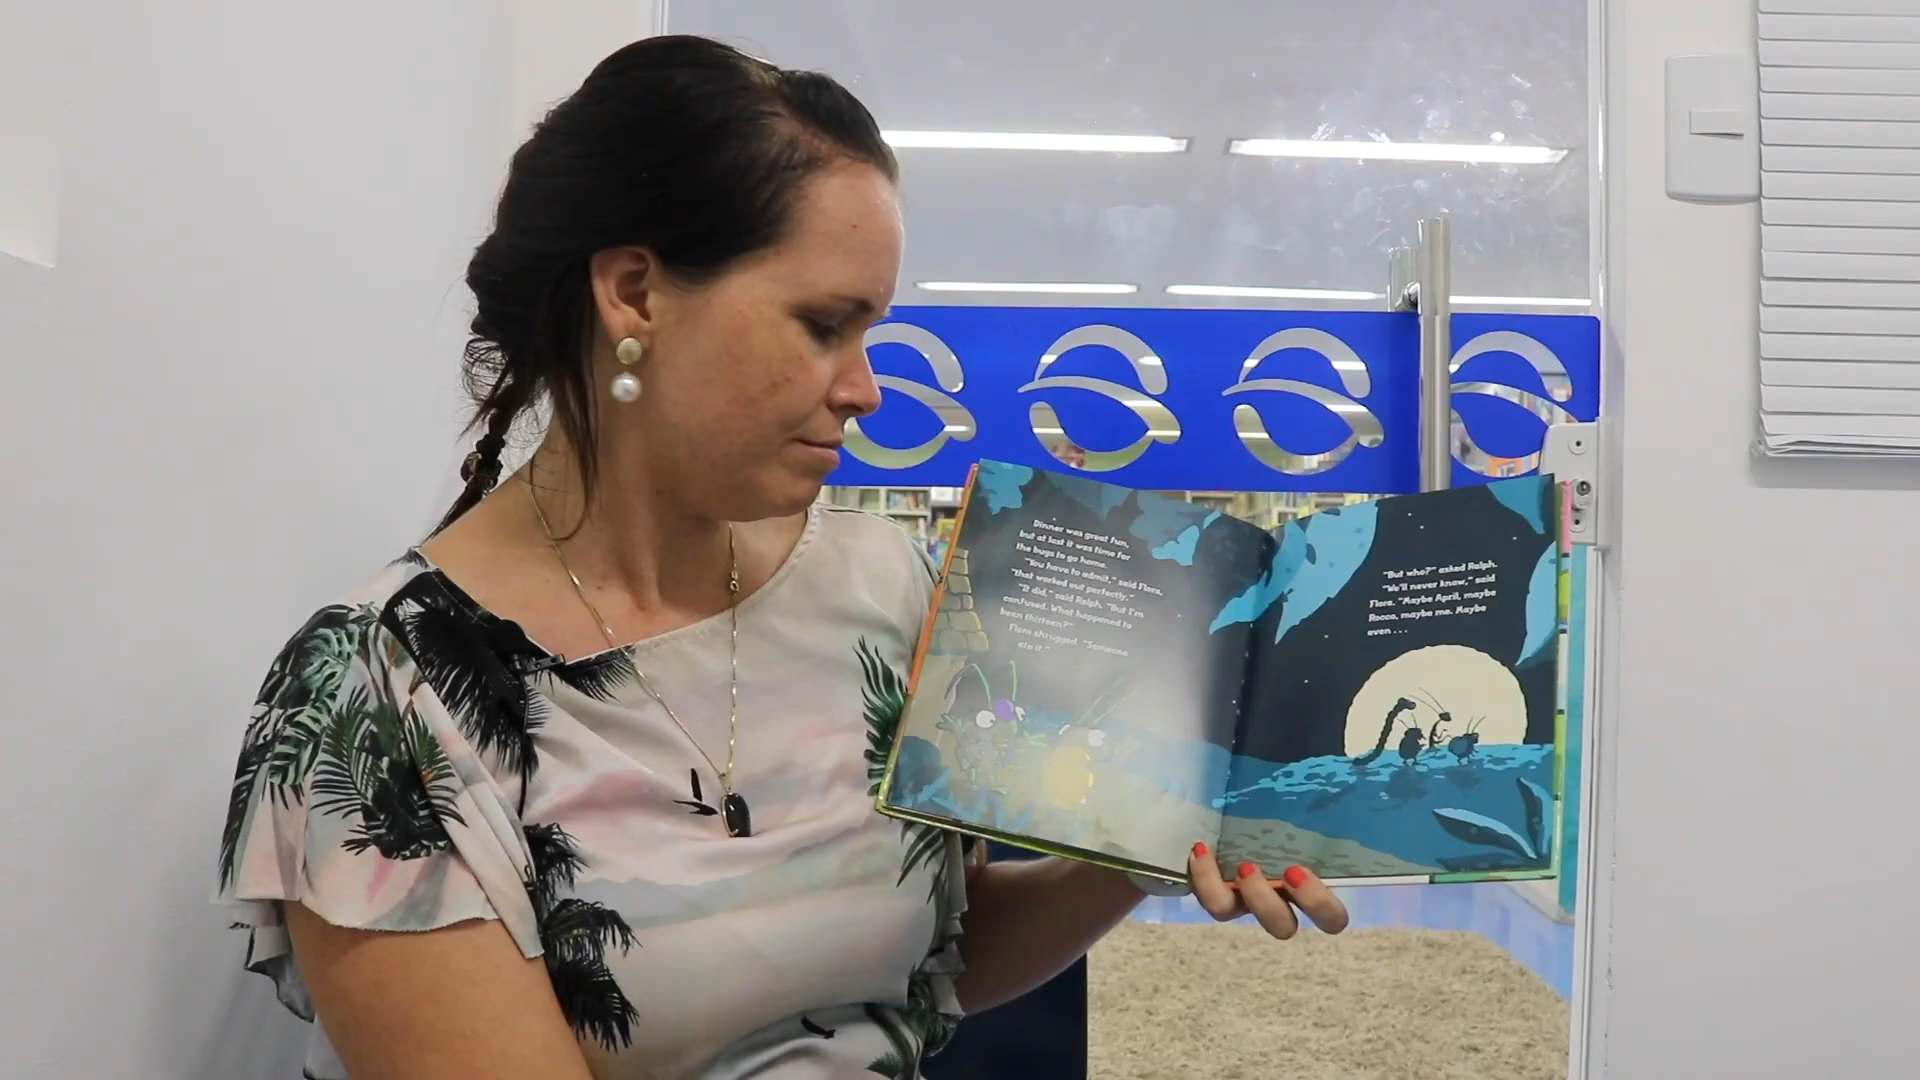 Dinner was great fun,
but at last it was time for
the bugs to go home.
"You have to admit," said Flora,
"that worked out perfectly."
"It did," said Ralph. "But I'm
confused. What happened to
been thirteen?"
Flora shrugged. "Someone
ate it."
"But who?" asked Ralph.
"We'll never know," said
Flora. "Maybe April, maybe
Rocco, maybe me. Maybe
even . . .